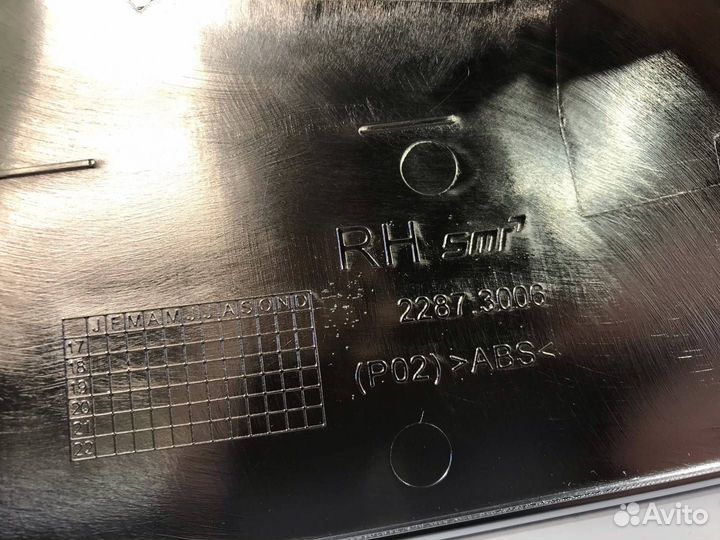 RH smr
2287.3006
(P02) >ABS<
J F M A M J J A S O N D
17
18
19
20
21
22
Avito